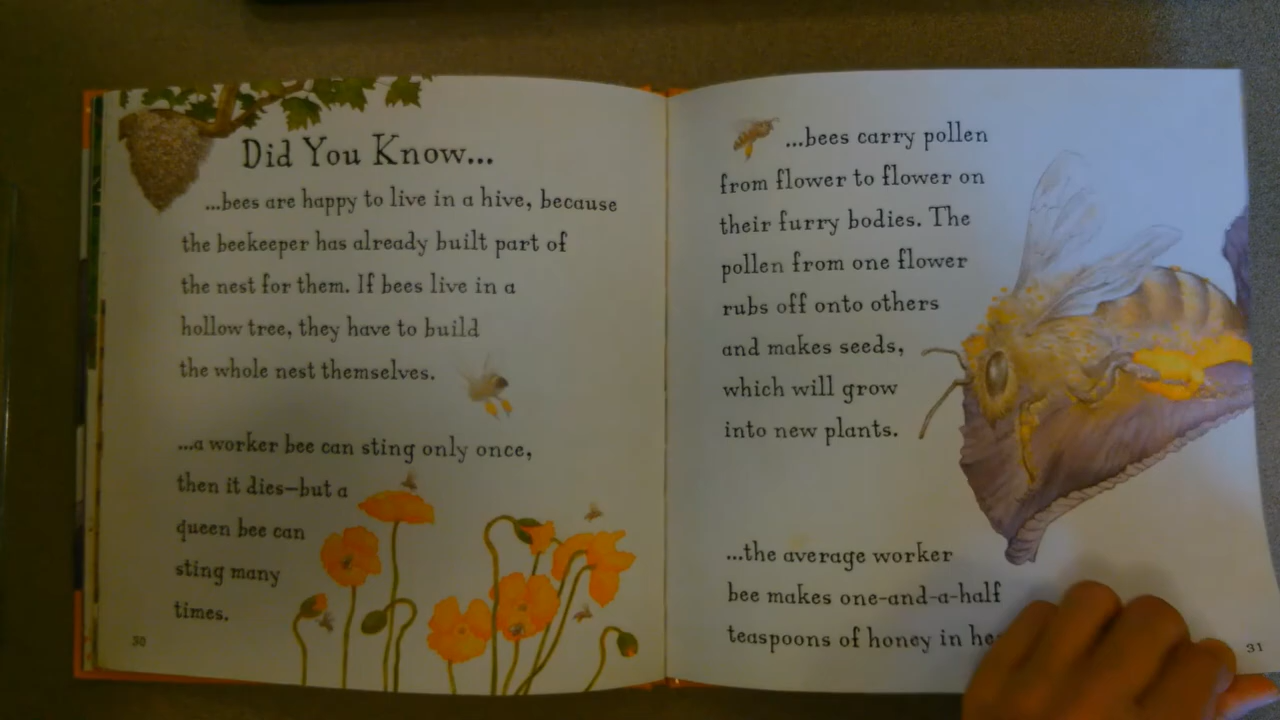 Did You Know...
...bees are happy to live in a hive, because
the beekeeper has already built part of
the nest for them. If bees live in a
hollow tree, they have to build
the whole nest themselves.
...a worker bee can sting only once,
then it dies—but a
queen bee can
sting many
times.
30
...bees carry pollen
from flower to flower on
their furry bodies. The
pollen from one flower
rubs off onto others
and makes seeds,
which will grow
into new plants.
...the average worker
bee makes one-and-a-half
teaspoons of honey in
31